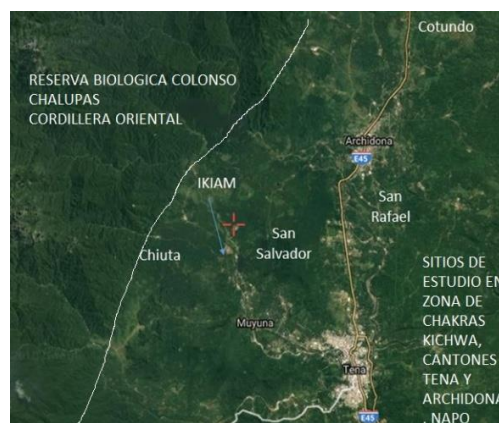 Cotundo
RESERVA BIOLOGICA COLONSO
CHALUPAS
CORDILLERA ORIENTAL
Archidona
E45
IKIAM
San
Rafael
San
Salvador
Chiuta
SITIOS DE
ESTUDIO EN
ZONA DE
CHAKRAS
KICHWA,
CANTONES
TENA Y
ARCHIDONA
, NAPO
Muyuna
Tena
E45